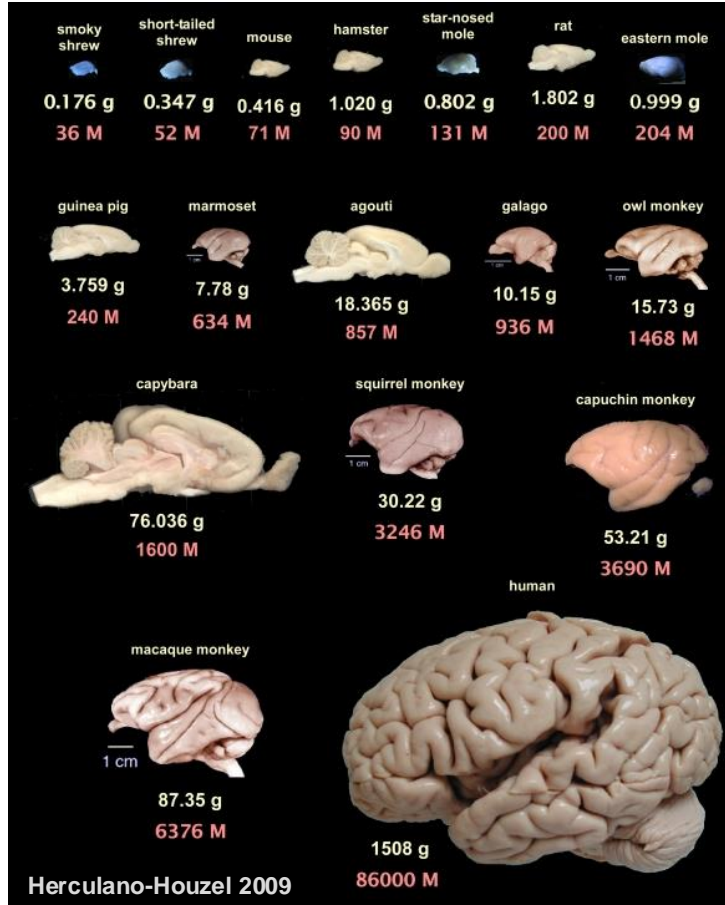 smoky
shrew
0.176 g
36 M
short-tailed
shrew
0.347 g
52 M
mouse
0.416 g
71 M
hamster
1.020 g
90 M
star-nosed
mole
0.802 g
131 M
rat
1.802 g
200 M
eastern mole
0.999 g
204 M
guinea pig
3.759 g
240 M
marmoset
1 cm
7.78 g
634 M
agouti
18.365 g
857 M
galago
1 cm
10.15 g
936 M
owl monkey
1 cm
15.73 g
1468 M
capybara
76.036 g
1600 M
squirrel monkey
1 cm
30.22 g
3246 M
capuchin monkey
53.21 g
3690 M
macaque monkey
1 cm
87.35 g
6376 M
human
1508 g
86000 M
Herculano-Houzel 2009